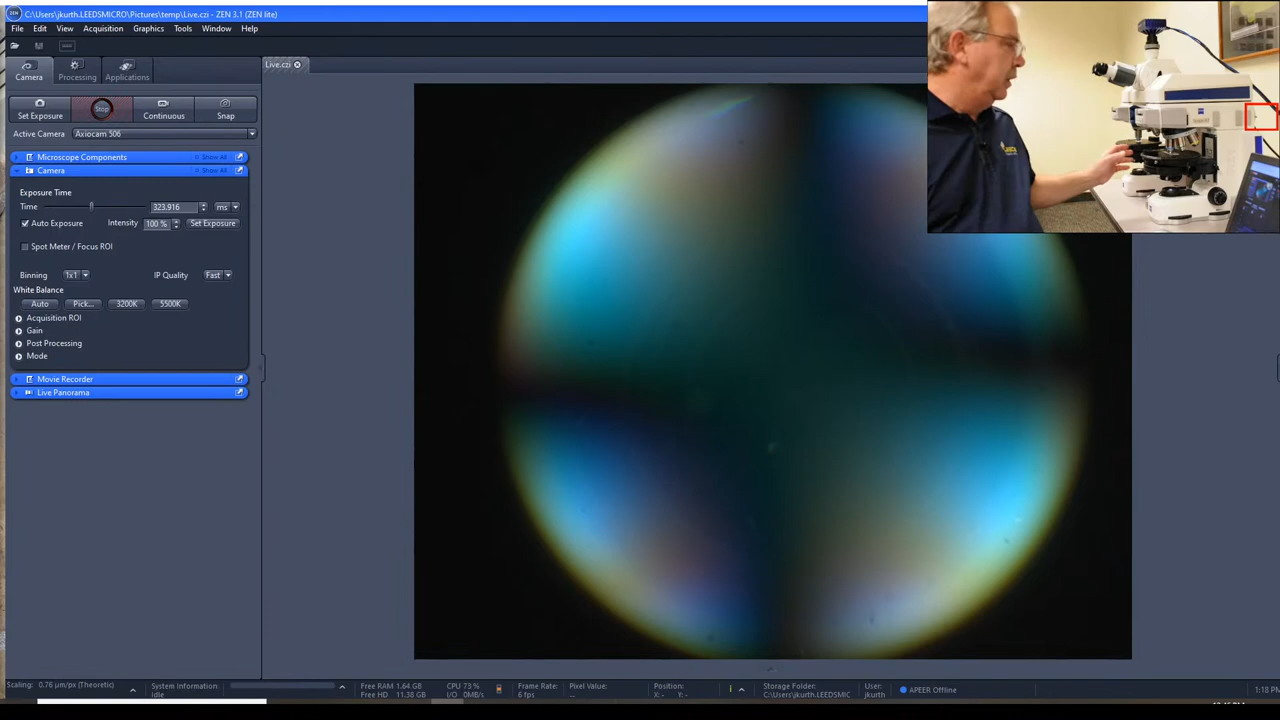 ZEN C:\Users\jkurth.LEEDSMICRO\Pictures\temp\Live.czi - ZEN 3.1 (ZEN lite)
File Edit View Acquisition Graphics Tools Window Help
Camera Processing Applications
Live.czi
Set Exposure Stop Continuous Snap
Active Camera Axiocam 506
Microscope Components Show All
Camera Show All
Exposure Time
Time 323.916 ms
Auto Exposure Intensity 100 % Set Exposure
Spot Meter / Focus ROI
Binning 1x1 IP Quality Fast
White Balance
Auto Pick... 3200K 5500K
Acquisition ROI
Gain
Post Processing
Mode
Movie Recorder
Live Panorama
Scaling: 0.76 µm/px (Theoretic) System information Free RAM 1.64 GB CPU 73 % Frame Rate: Pixel Value: Position: Storage Folder: User: APEER Offline 1:18 PM
Idle Free HD 11.38 GB I/O 0MB/s 6 fps ... X: - Y: - C:\Users\jkurth.LEEDSMIC jkurth